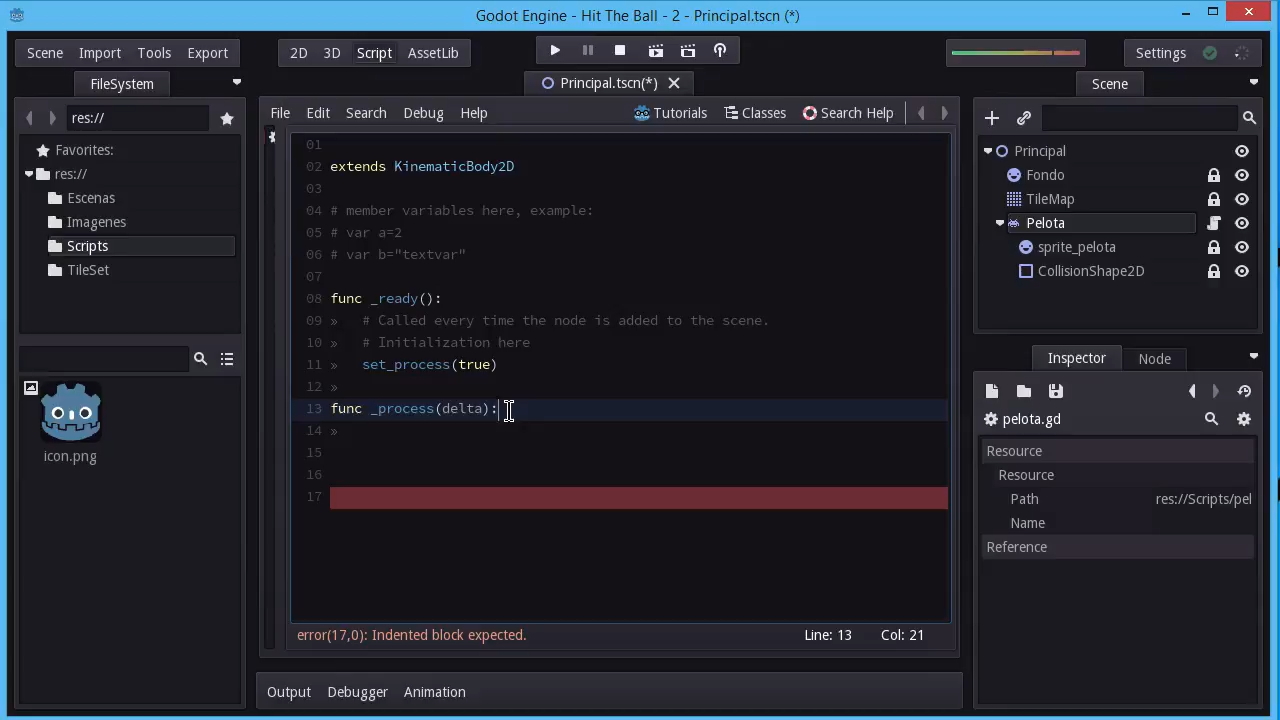 Godot Engine - Hit The Ball - 2 - Principal.tscn (*)
Scene Import Tools Export
2D 3D Script AssetLib
Settings
FileSystem
Principal.tscn(*)
Scene
res://
File Edit Search Debug Help
Tutorials Classes Search Help
Favorites:
res://
Escenas
Imagenes
Scripts
TileSet
icon.png
01
02 extends KinematicBody2D
03
04 # member variables here, example:
05 # var a=2
06 # var b="textvar"
07
08 func _ready():
09 » # Called every time the node is added to the scene.
10 » # Initialization here
11 » set_process(true)
12 »
13 func _process(delta):
14 »
15
16
17
error(17,0): Indented block expected.
Line: 13 Col: 21
Output Debugger Animation
Principal
Fondo
TileMap
Pelota
sprite_pelota
CollisionShape2D
Inspector Node
pelota.gd
Resource
Resource
Path res://Scripts/pel
Name
Reference